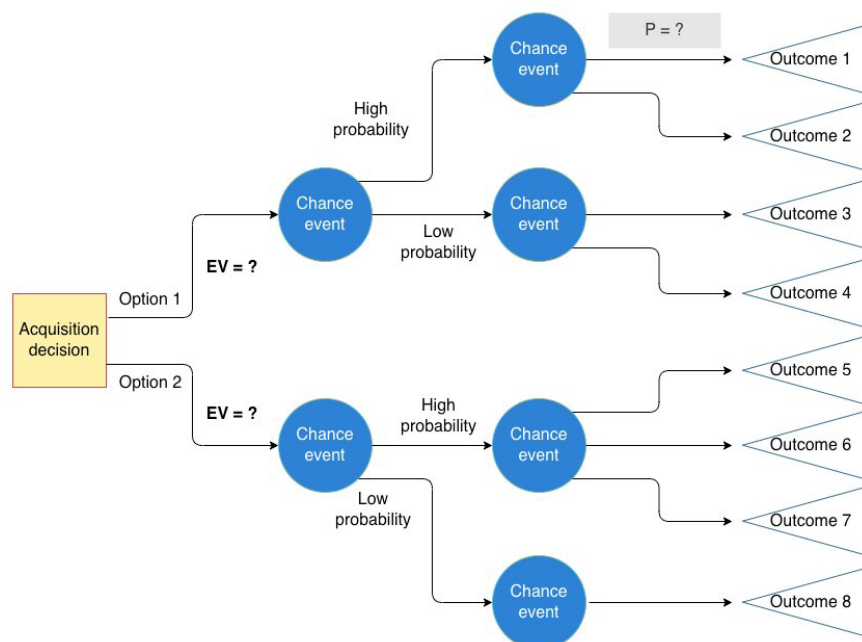 Chance
event
P = ?
Outcome 1
High
probability
Outcome 2
Chance
event
Chance
event
Outcome 3
Low
probability
EV = ?
Option 1
Outcome 4
Acquisition
decision
Option 2
Outcome 5
EV = ?
High
probability
Chance
event
Chance
event
Outcome 6
Low
probability
Outcome 7
Chance
event
Outcome 8